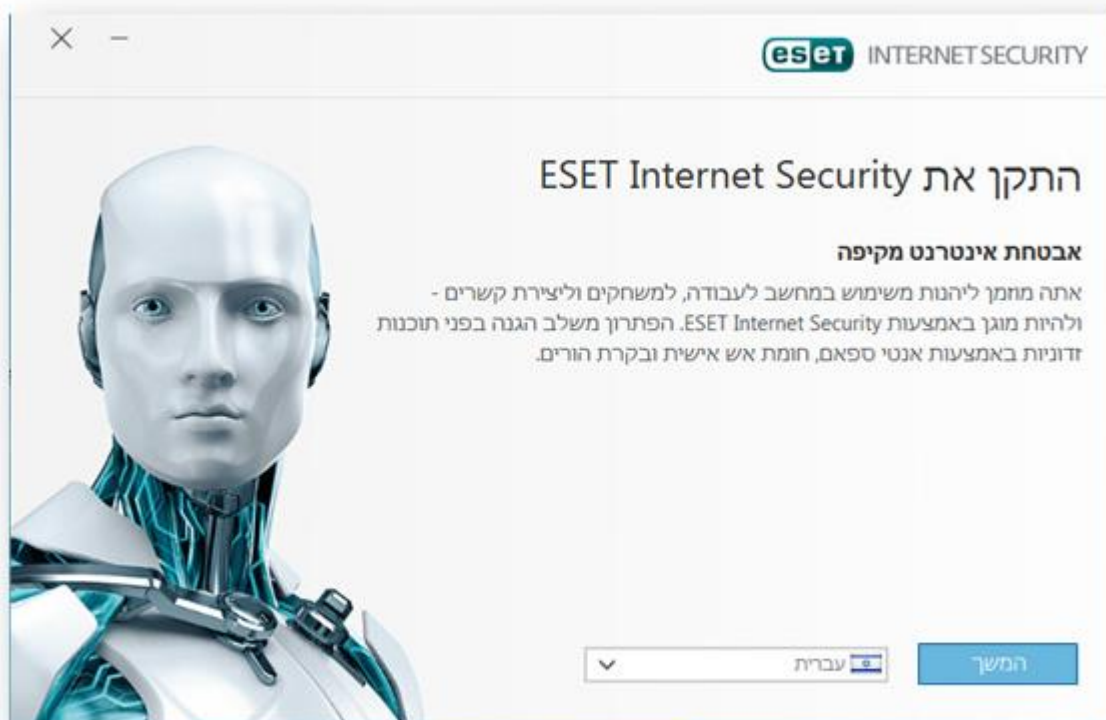 eset INTERNET SECURITY
התקן את ESET Internet Security
אבטחת אינטרנט מקיפה
אתה מוזמן ליהנות משימוש במחשב לעבודה, למשחקים וליצירת קשרים -
ולהיות מוגן באמצעות ESET Internet Security. הפתרון משלב הגנה בפני תוכנות
זדוניות באמצעות אנטי ספאם, חומת אש אישית ובקרת הורים.
המשך
עברית